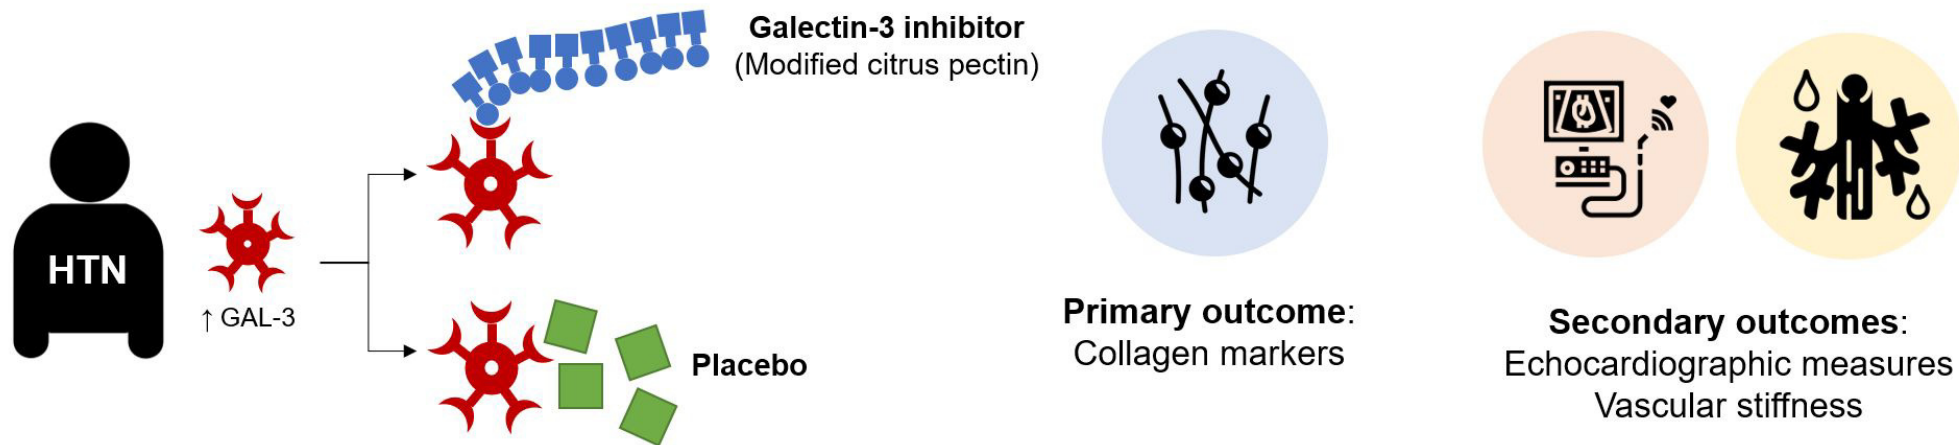 HTN
↑ GAL-3
Galectin-3 inhibitor
(Modified citrus pectin)
Placebo
Primary outcome:
Collagen markers
Secondary outcomes:
Echocardiographic measures
Vascular stiffness